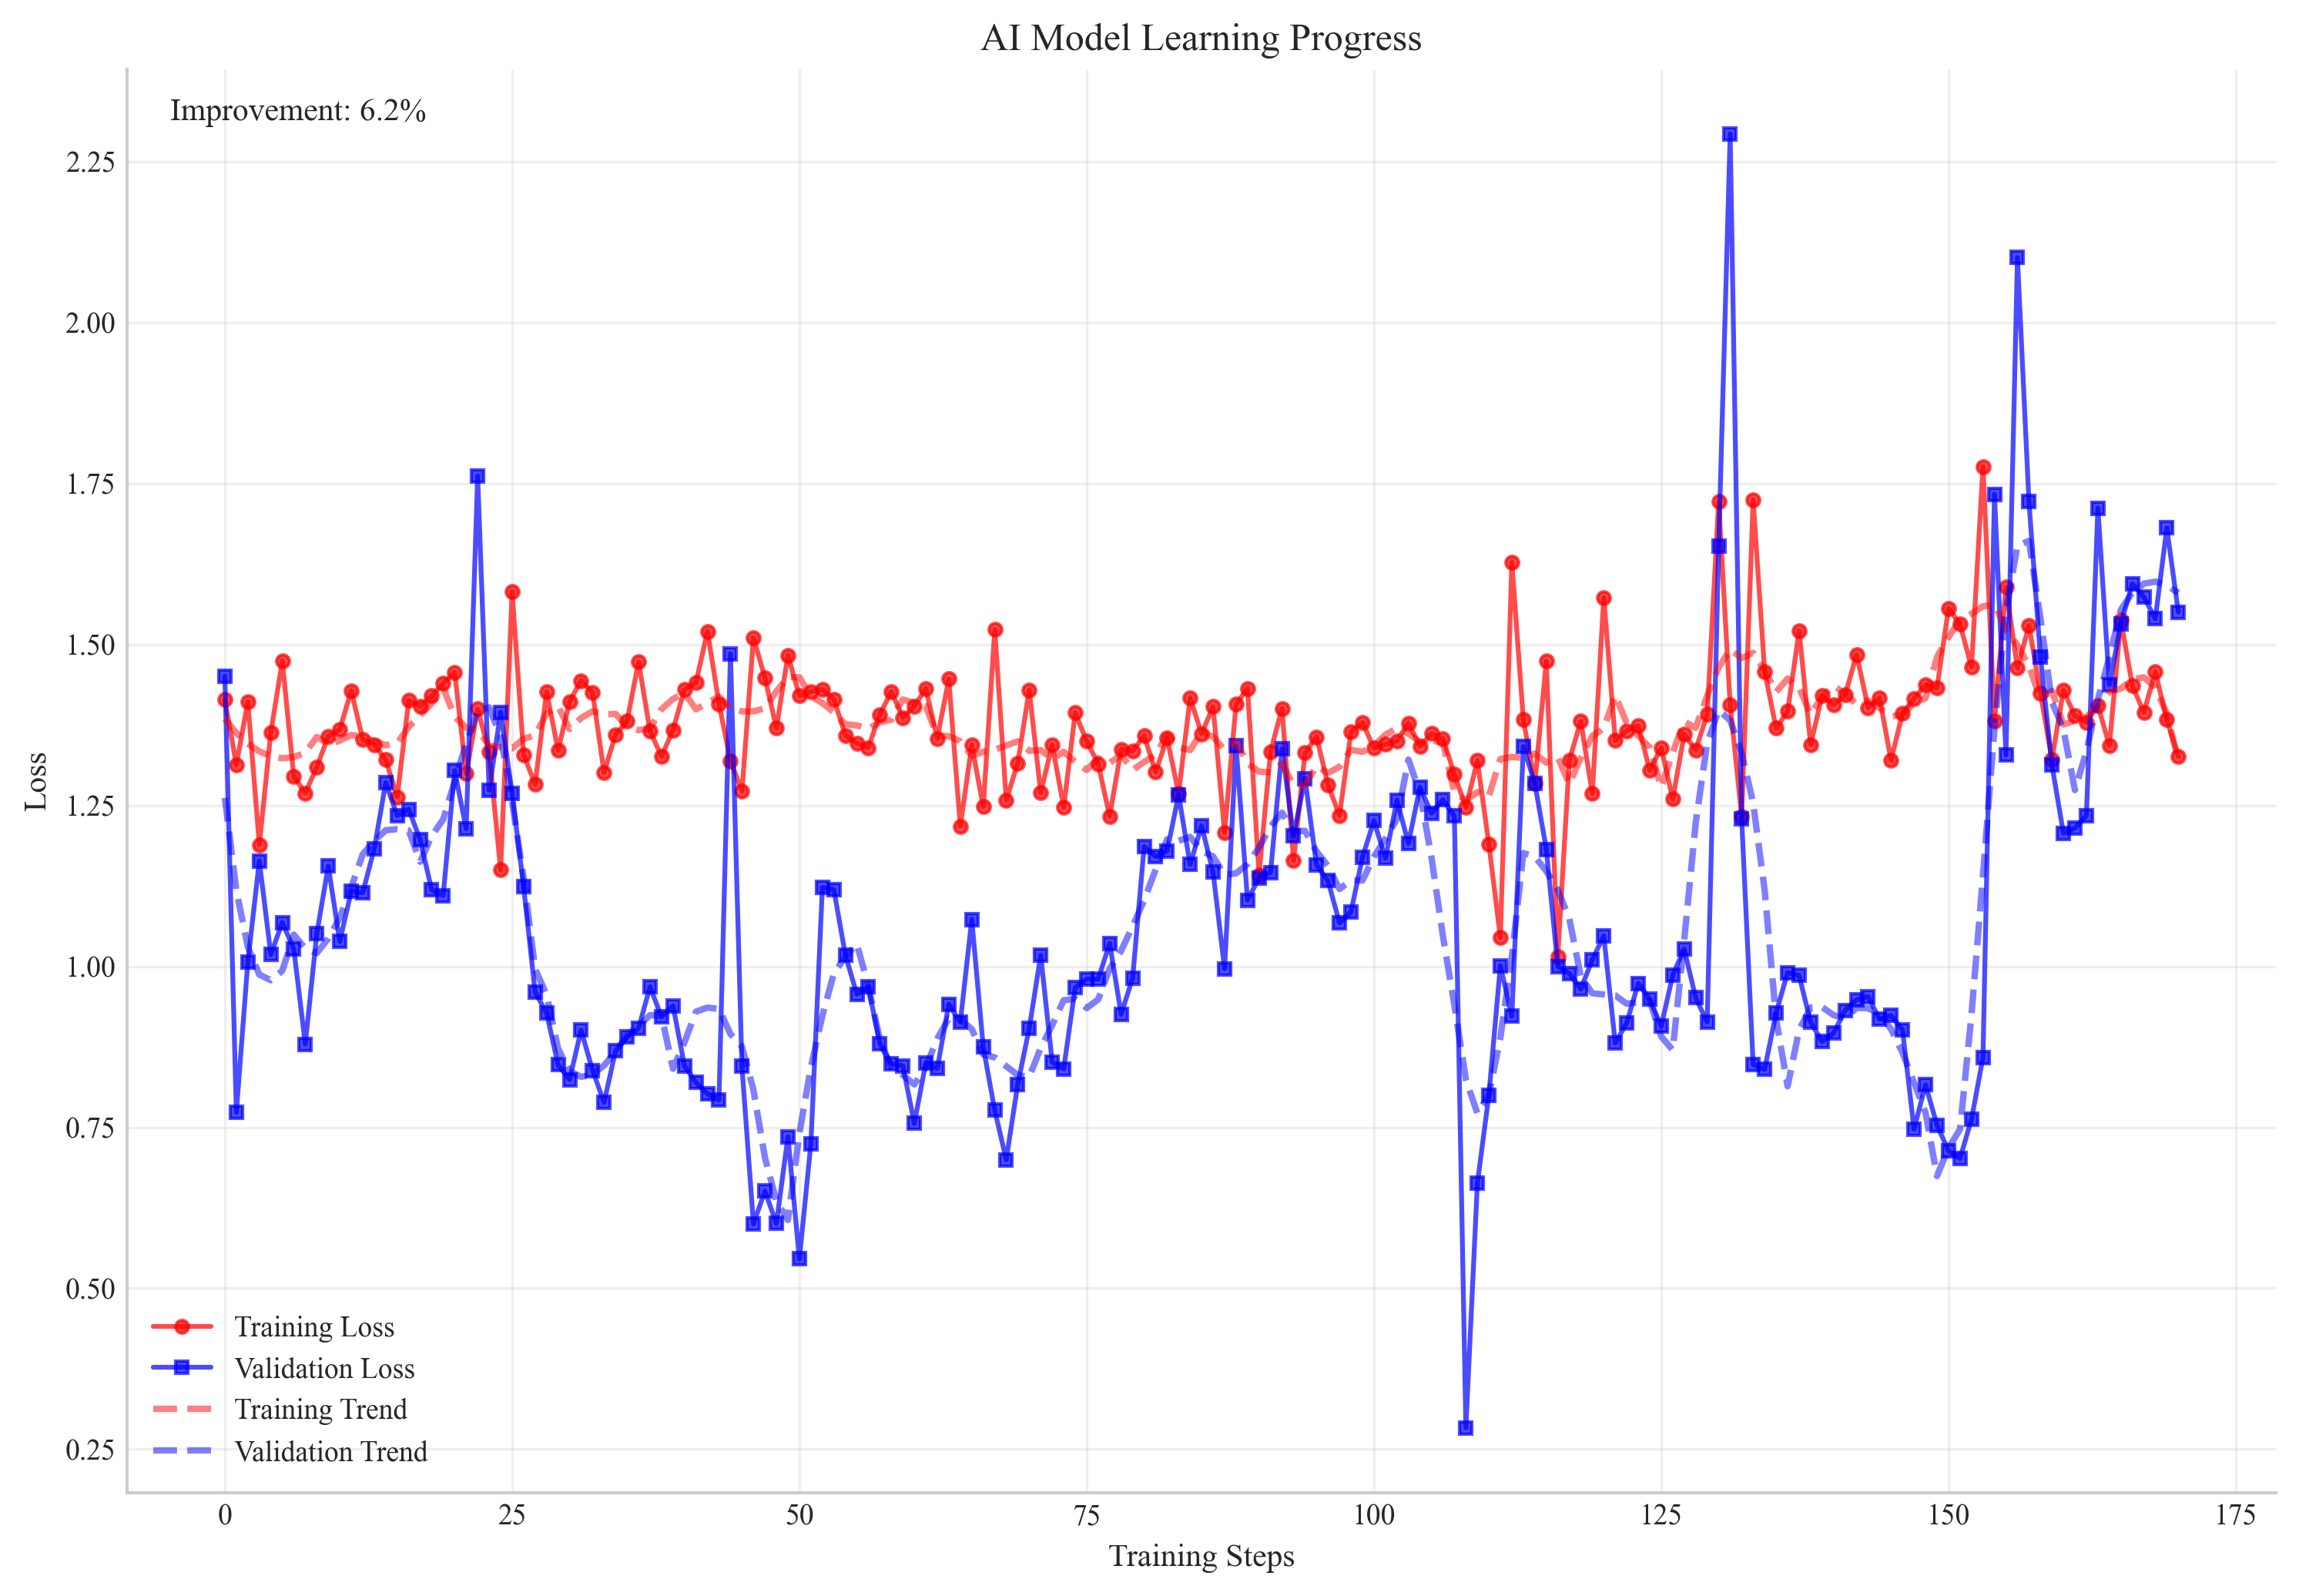 AI Model Learning Progress
Improvement: 6.2%
2.25
2.00
1.75
1.50
1.25
1.00
0.75
0.50
0.25
Loss
Training Loss
Validation Loss
Training Trend
Validation Trend
0 25 50 75 100 125 150 175
Training Steps